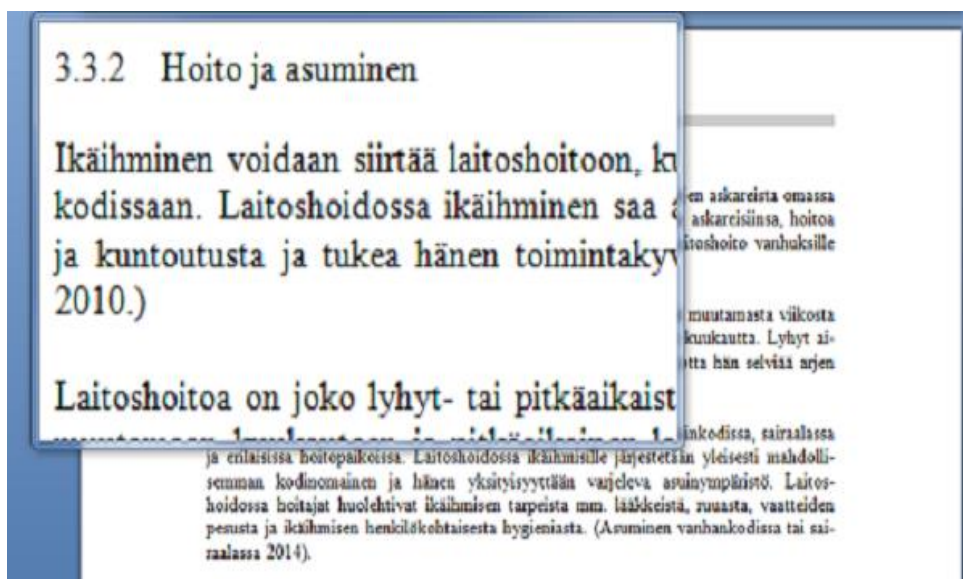 3.3.2 Hoito ja asuminen
Ikäihminen voidaan siirtää laitoshoitoon, ku
kodissaan. Laitoshoidossa ikäihminen saa a
ja kuntoutusta ja tukea hänen toimintakyv
2010.)
Laitoshoitoa on joko lyhyt- tai pitkäaikaist
en askareista omassa
askareisiinsa, hoitoa
itoshoito vanhuksille
muutamasta viikosta
kuukautta. Lyhyt ai-
otta hän selviää arjen
inkodissa, sairaalassa
ja erilaisissa hoitopaikoissa. Laitoshoidossa ikäihmisille järjestetään yleisesti mahdolli-
semman kodinomainen ja hänen yksityisyyttään varjeleva asuinympäristö. Laitos-
hoidossa hoitajat huolehtivat ikäihmisen tarpeista mm. lääkkeistä, ruuasta, vaatteiden
pesusta ja ikäihmisen henkilökohtaisesta hygieniasta. (Asuminen vanhankodissa tai sai-
raalassa 2014).